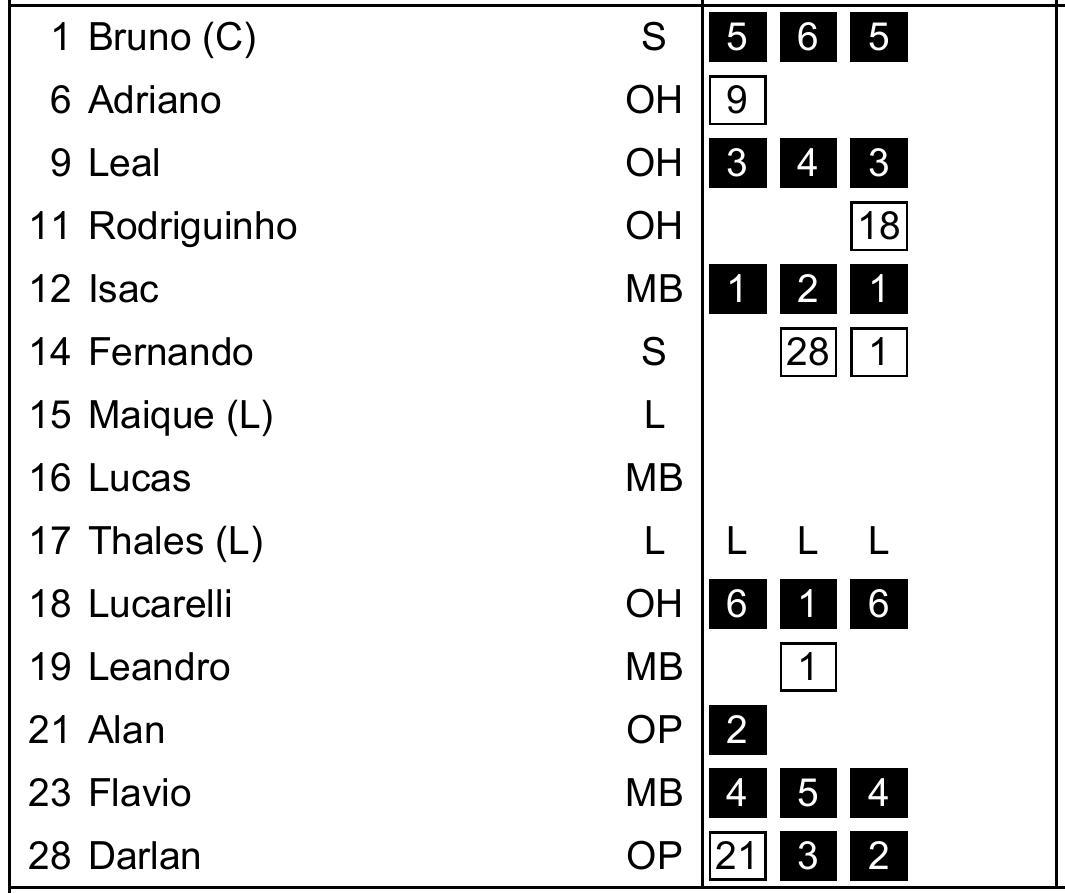 1 Bruno (C) S 5 6 5
6 Adriano OH 9
9 Leal OH 3 4 3
11 Rodriguinho OH 18
12 Isac MB 1 2 1
14 Fernando S 28 1
15 Maique (L) L
16 Lucas MB
17 Thales (L) L L L L
18 Lucarelli OH 6 1 6
19 Leandro MB 1
21 Alan OP 2
23 Flavio MB 4 5 4
28 Darlan OP 21 3 2